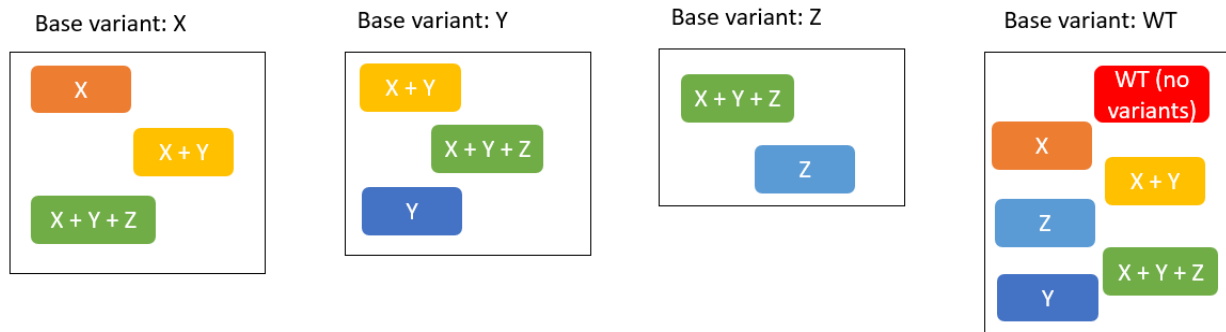 Base variant: X
X
X + Y
X + Y + Z
Base variant: Y
X + Y
X + Y + Z
Y
Base variant: Z
X + Y + Z
Z
Base variant: WT
WT (no
variants)
X
X + Y
Z
X + Y + Z
Y